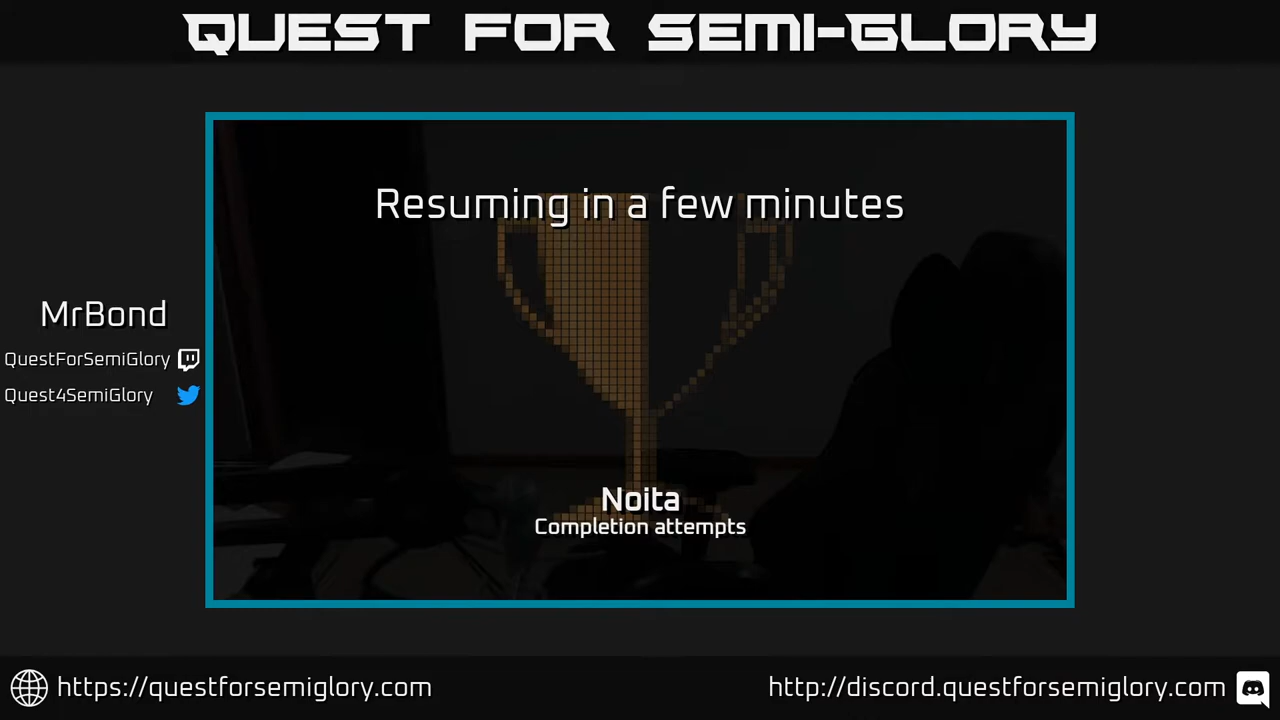 QUEST FOR SEMI-GLORY
Resuming in a few minutes
MrBond
QuestForSemiGlory
Quest4SemiGlory
Noita
Completion attempts
https://questforsemiglory.com
http://discord.questforsemiglory.com